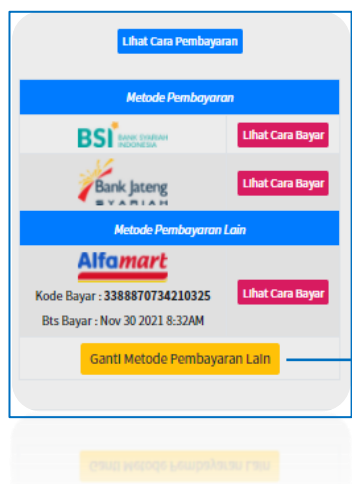 Lihat Cara Pembayaran
Metode Pembayaran
BSI BANK SYARIAH INDONESIA
Lihat Cara Bayar
Bank Jateng
SYARIAH
Lihat Cara Bayar
Metode Pembayaran Lain
Alfamart
Kode Bayar : 3388870734210325
Lihat Cara Bayar
Bts Bayar : Nov 30 2021 8:32AM
Ganti Metode Pembayaran Lain